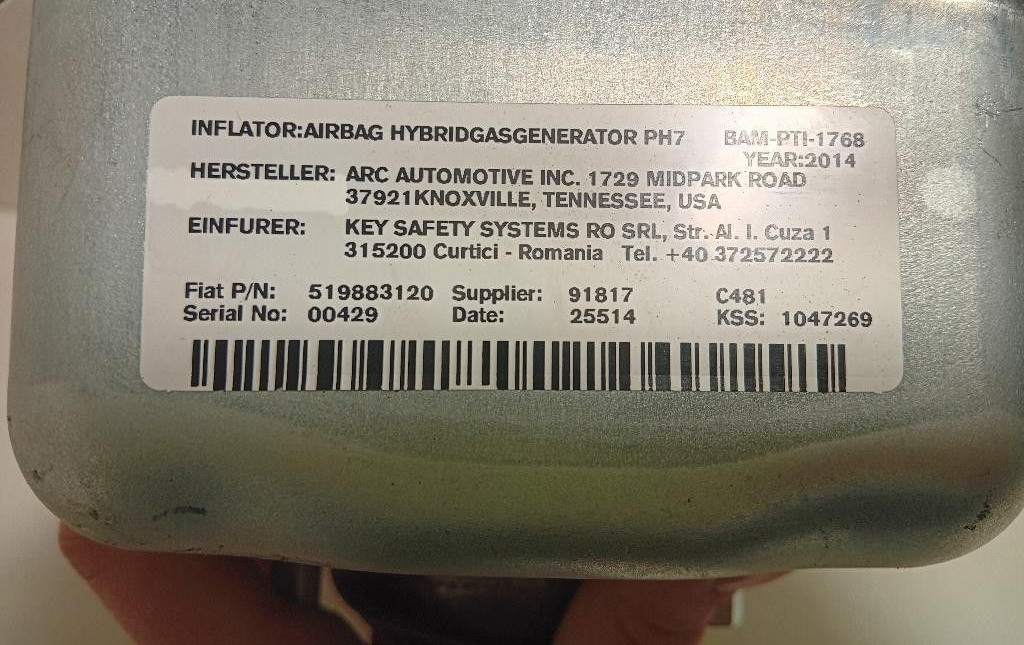 INFLATOR:AIRBAG HYBRIDGASGENERATOR PH7 BAM-PTI-1768
YEAR:2014
HERSTELLER: ARC AUTOMOTIVE INC. 1729 MIDPARK ROAD
37921KNOXVILLE, TENNESSEE, USA
EINFURER: KEY SAFETY SYSTEMS RO SRL, Str. Al. I. Cuza 1
315200 Curtici - Romania Tel. +40 372572222
Fiat P/N: 519883120 Supplier: 91817 C481
Serial No: 00429 Date: 25514 KSS: 1047269